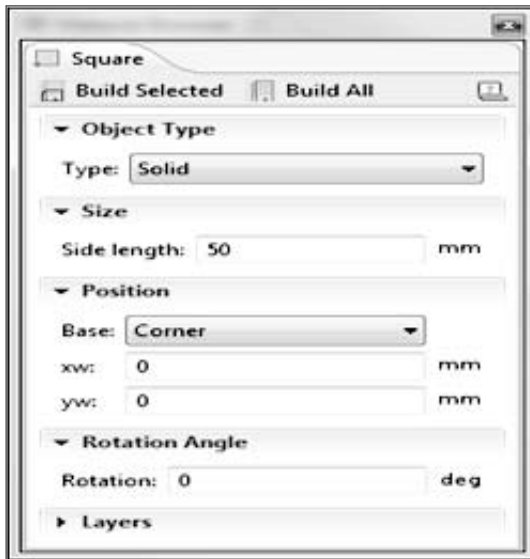 Square
Build Selected Build All
Object Type
Type: Solid
Size
Side length: 50 mm
Position
Base: Corner
xw: 0 mm
yw: 0 mm
Rotation Angle
Rotation: 0 deg
Layers